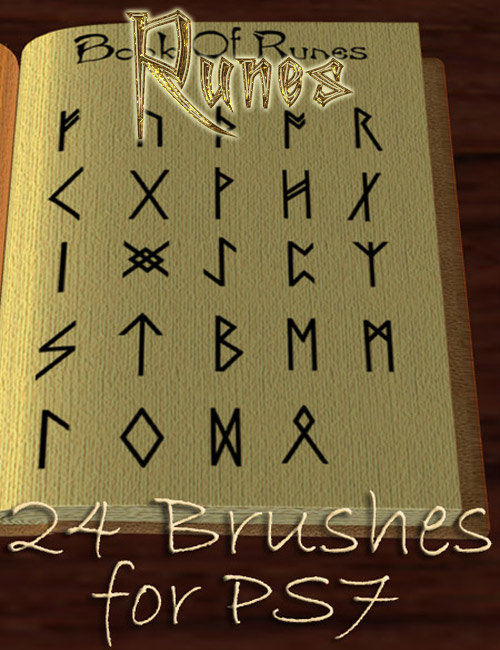 Book Of Runes
Runes
ᚠ ᚢ ᚨ ᚱ
ᚲ ᚷ ᚹ ᚺ ᚾ
ᛁ ᛃ ᛇ ᛈ ᛉ
ᛊ ᛏ ᛒ ᛖ ᛗ
ᛚ ᛜ ᛞ ᛟ
24 Brushes
for PS7